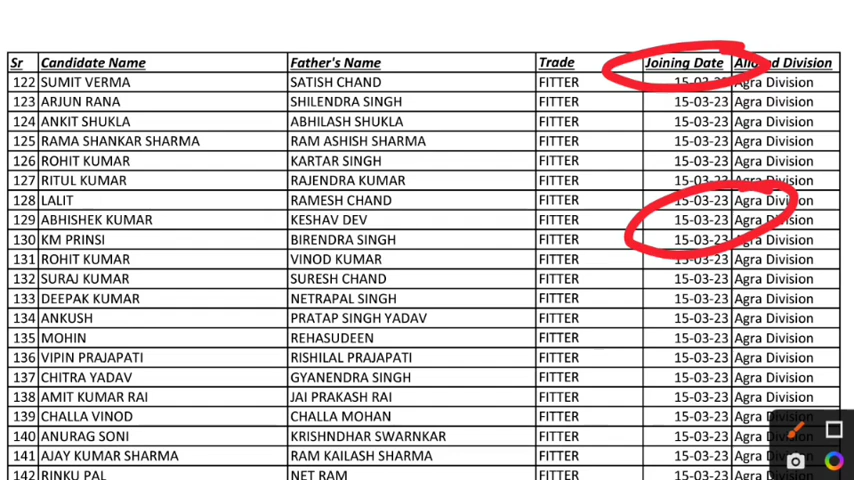 Sr Candidate Name Father's Name Trade Joining Date Alloted Division
122 SUMIT VERMA SATISH CHAND FITTER 15-03-23 Agra Division
123 ARJUN RANA SHILENDRA SINGH FITTER 15-03-23 Agra Division
124 ANKIT SHUKLA ABHILASH SHUKLA FITTER 15-03-23 Agra Division
125 RAMA SHANKAR SHARMA RAM ASHISH SHARMA FITTER 15-03-23 Agra Division
126 ROHIT KUMAR KARTAR SINGH FITTER 15-03-23 Agra Division
127 RITUL KUMAR RAJENDRA KUMAR FITTER 15-03-23 Agra Division
128 LALIT RAMESH CHAND FITTER 15-03-23 Agra Division
129 ABHISHEK KUMAR KESHAV DEV FITTER 15-03-23 Agra Division
130 KM PRINSI BIRENDRA SINGH FITTER 15-03-23 Agra Division
131 ROHIT KUMAR VINOD KUMAR FITTER 15-03-23 Agra Division
132 SURAJ KUMAR SURESH CHAND FITTER 15-03-23 Agra Division
133 DEEPAK KUMAR NETRAPAL SINGH FITTER 15-03-23 Agra Division
134 ANKUSH PRATAP SINGH YADAV FITTER 15-03-23 Agra Division
135 MOHIN REHASUDEEN FITTER 15-03-23 Agra Division
136 VIPIN PRAJAPATI RISHILAL PRAJAPATI FITTER 15-03-23 Agra Division
137 CHITRA YADAV GYANENDRA SINGH FITTER 15-03-23 Agra Division
138 AMIT KUMAR RAI JAI PRAKASH RAI FITTER 15-03-23 Agra Division
139 CHALLA VINOD CHALLA MOHAN FITTER 15-03-23 Agra Division
140 ANURAG SONI KRISHNDHAR SWARNKAR FITTER 15-03-23 Agra
141 AJAY KUMAR SHARMA RAM KAILASH SHARMA FITTER 15-03-23 Agra
142 RINKU PAL NET RAM FITTER 15-03-23 Agra